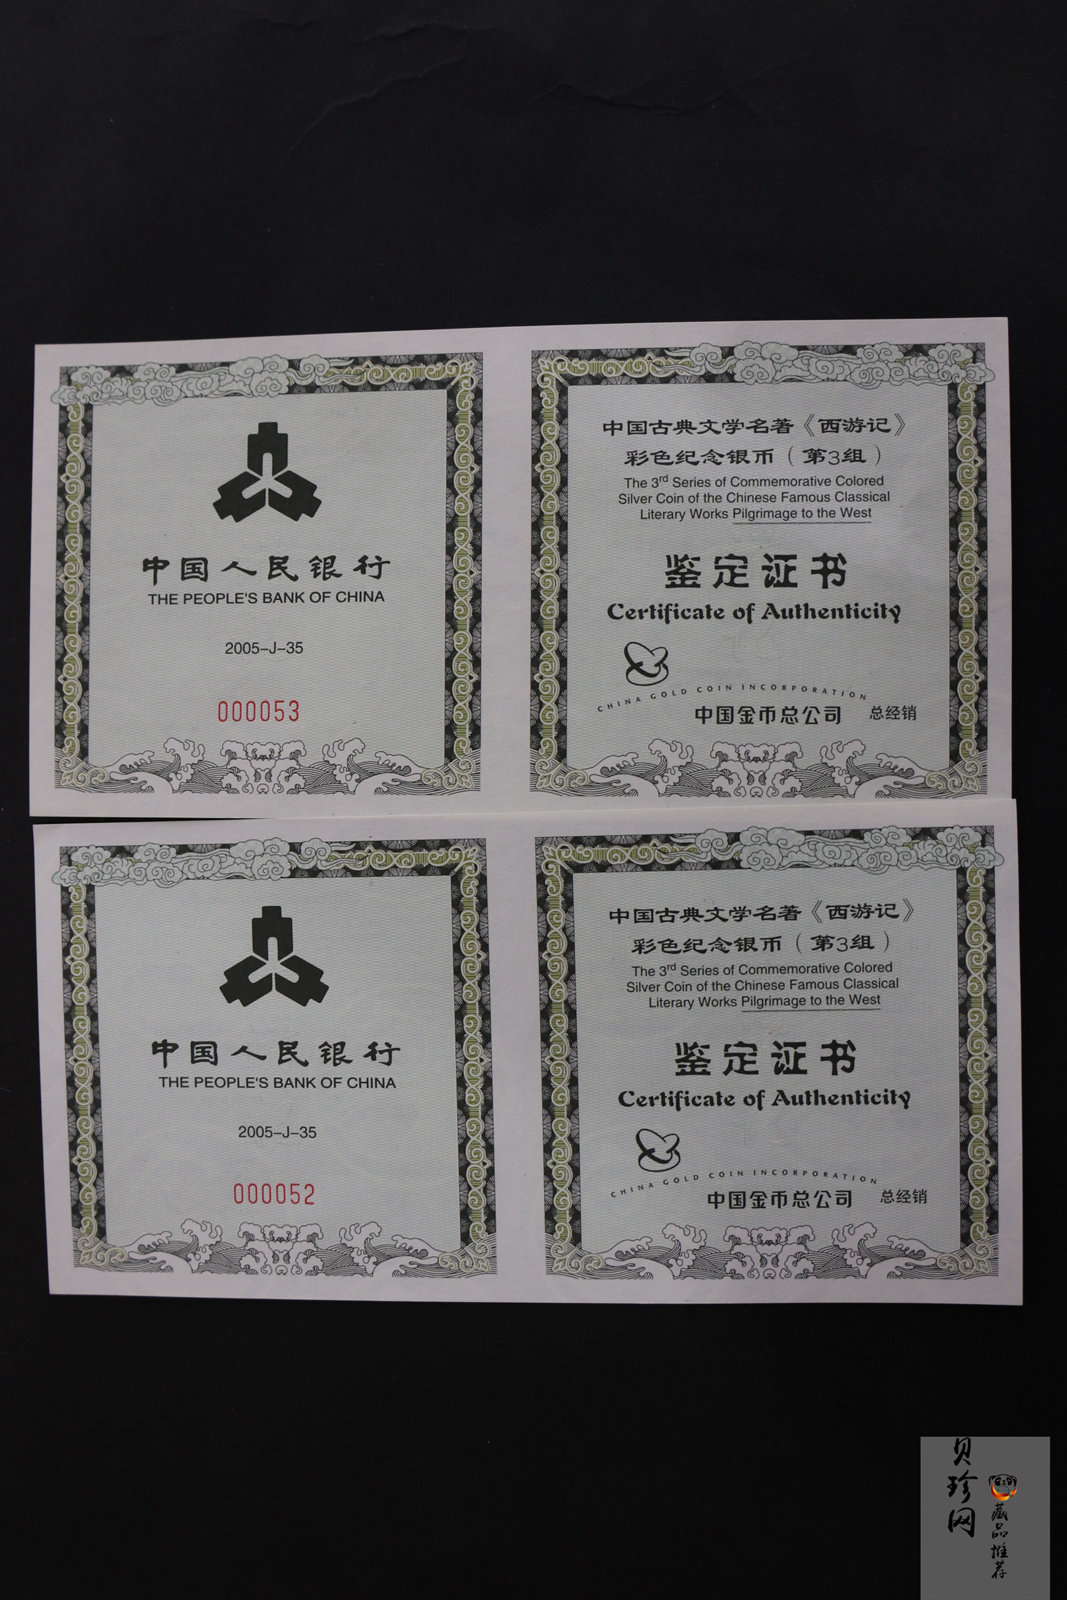 中国人民银行
THE PEOPLE'S BANK OF CHINA
2005-J-35
000053
中国古典文学名著《西游记》
彩色纪念银币（第3组）
The 3rd Series of Commemorative Colored
Silver Coin of the Chinese Famous Classical
Literary Works Pilgrimage to the West
鉴定证书
Certificate of Authenticity
CHINA GOLD COIN INCORPORATION
中国金币总公司 总经销
中国人民银行
THE PEOPLE'S BANK OF CHINA
2005-J-35
000052
中国古典文学名著《西游记》
彩色纪念银币（第3组）
The 3rd Series of Commemorative Colored
Silver Coin of the Chinese Famous Classical
Literary Works Pilgrimage to the West
鉴定证书
Certificate of Authenticity
CHINA GOLD COIN INCORPORATION
中国金币总公司 总经销
贝珍网
藏品推荐